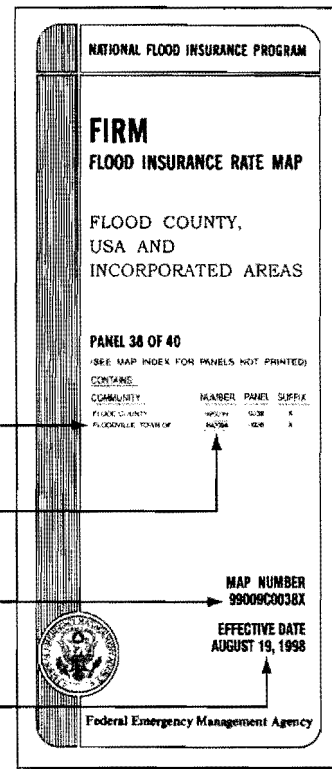 NATIONAL FLOOD INSURANCE PROGRAM
FIRM
FLOOD INSURANCE RATE MAP
FLOOD COUNTY,
USA AND
INCORPORATED AREAS
PANEL 38 OF 40
(SEE MAP INDEX FOR PANELS NOT PRINTED)
CONTAINS:
COMMUNITY NUMBER PANEL SUFFIX
FLOOD COUNTY 0038 X
FLOODVILLE, TOWN OF 0038 X
MAP NUMBER
99009C0038X
EFFECTIVE DATE
AUGUST 19, 1998
Federal Emergency Management Agency